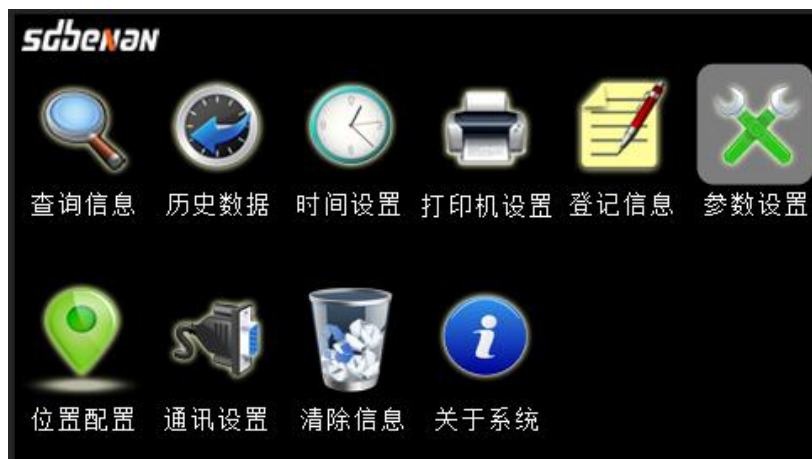 sdbenan
查询信息 历史数据 时间设置 打印机设置 登记信息 参数设置
位置配置 通讯设置 清除信息 关于系统